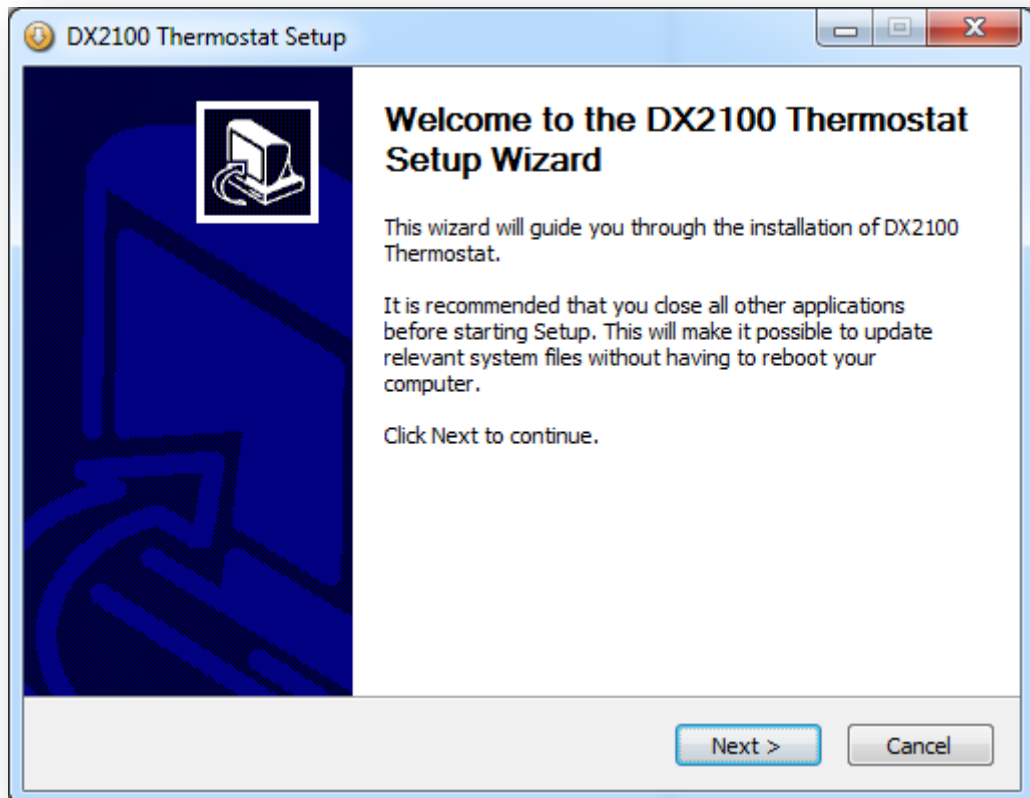 DX2100 Thermostat Setup
Welcome to the DX2100 Thermostat
Setup Wizard
This wizard will guide you through the installation of DX2100
Thermostat.
It is recommended that you close all other applications
before starting Setup. This will make it possible to update
relevant system files without having to reboot your
computer.
Click Next to continue.
Next >
Cancel